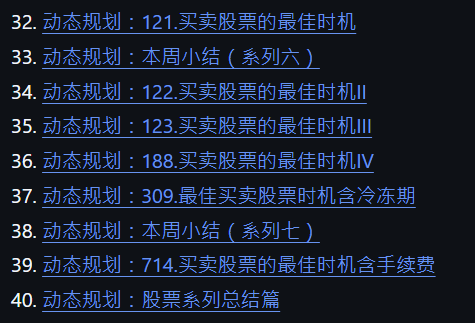 32. 动态规划：121.买卖股票的最佳时机
33. 动态规划：本周小结（系列六）
34. 动态规划：122.买卖股票的最佳时机II
35. 动态规划：123.买卖股票的最佳时机III
36. 动态规划：188.买卖股票的最佳时机IV
37. 动态规划：309.最佳买卖股票时机含冷冻期
38. 动态规划：本周小结（系列七）
39. 动态规划：714.买卖股票的最佳时机含手续费
40. 动态规划：股票系列总结篇